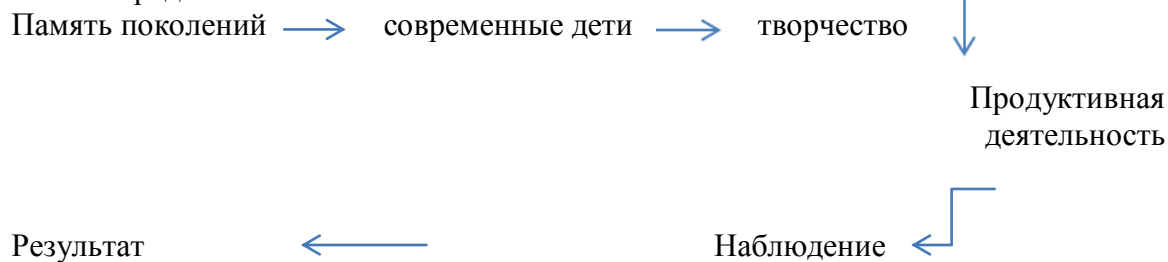 Память поколений современные дети творчество
Продуктивная
деятельность
Результат Наблюдение